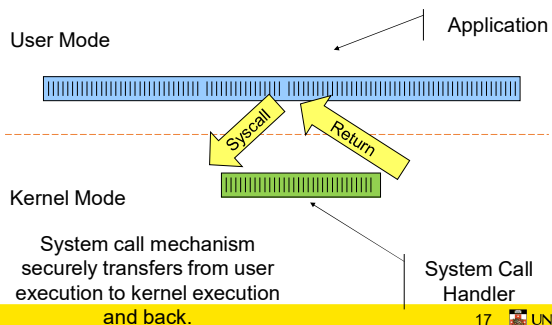 User Mode
Application
Syscall
Return
Kernel Mode
System call mechanism
securely transfers from user
execution to kernel execution
and back.
System Call
Handler
17
UN